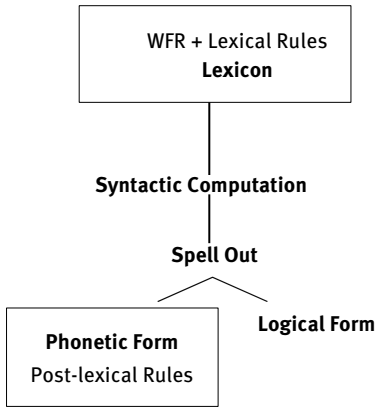 WFR + Lexical Rules
Lexicon
Syntactic Computation
Spell Out
Phonetic Form
Post-lexical Rules
Logical Form